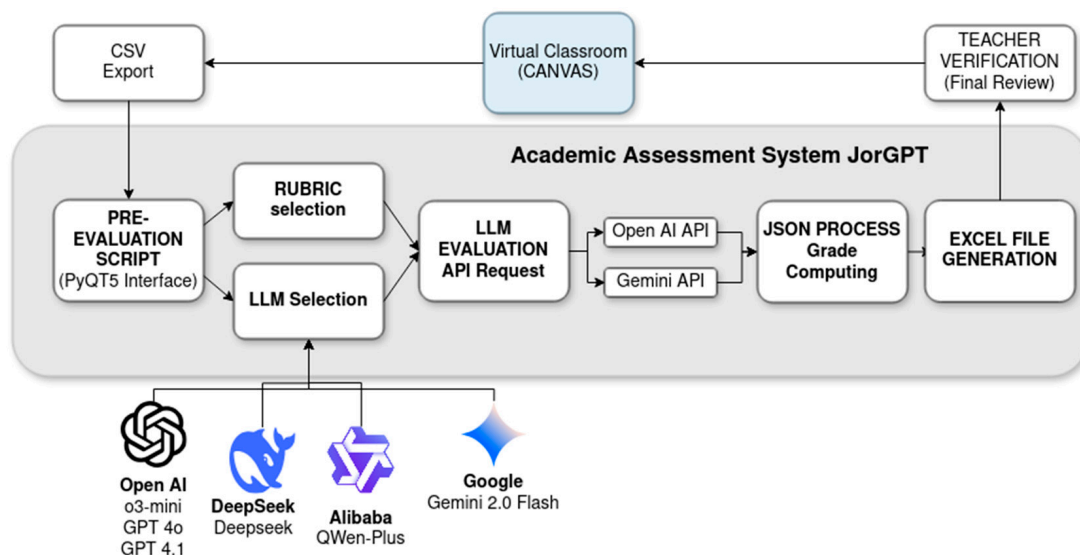 CSV
Export
Virtual Classroom
(CANVAS)
TEACHER
VERIFICATION
(Final Review)
Academic Assessment System JorGPT
PRE-
EVALUATION
SCRIPT
(PyQT5 Interface)
RUBRIC
selection
LLM Selection
LLM
EVALUATION
API Request
Open AI API
Gemini API
JSON PROCESS
Grade
Computing
EXCEL FILE
GENERATION
Open AI
o3-mini
GPT 4o
GPT 4.1
DeepSeek
Deepseek
Alibaba
QWen-Plus
Google
Gemini 2.0 Flash